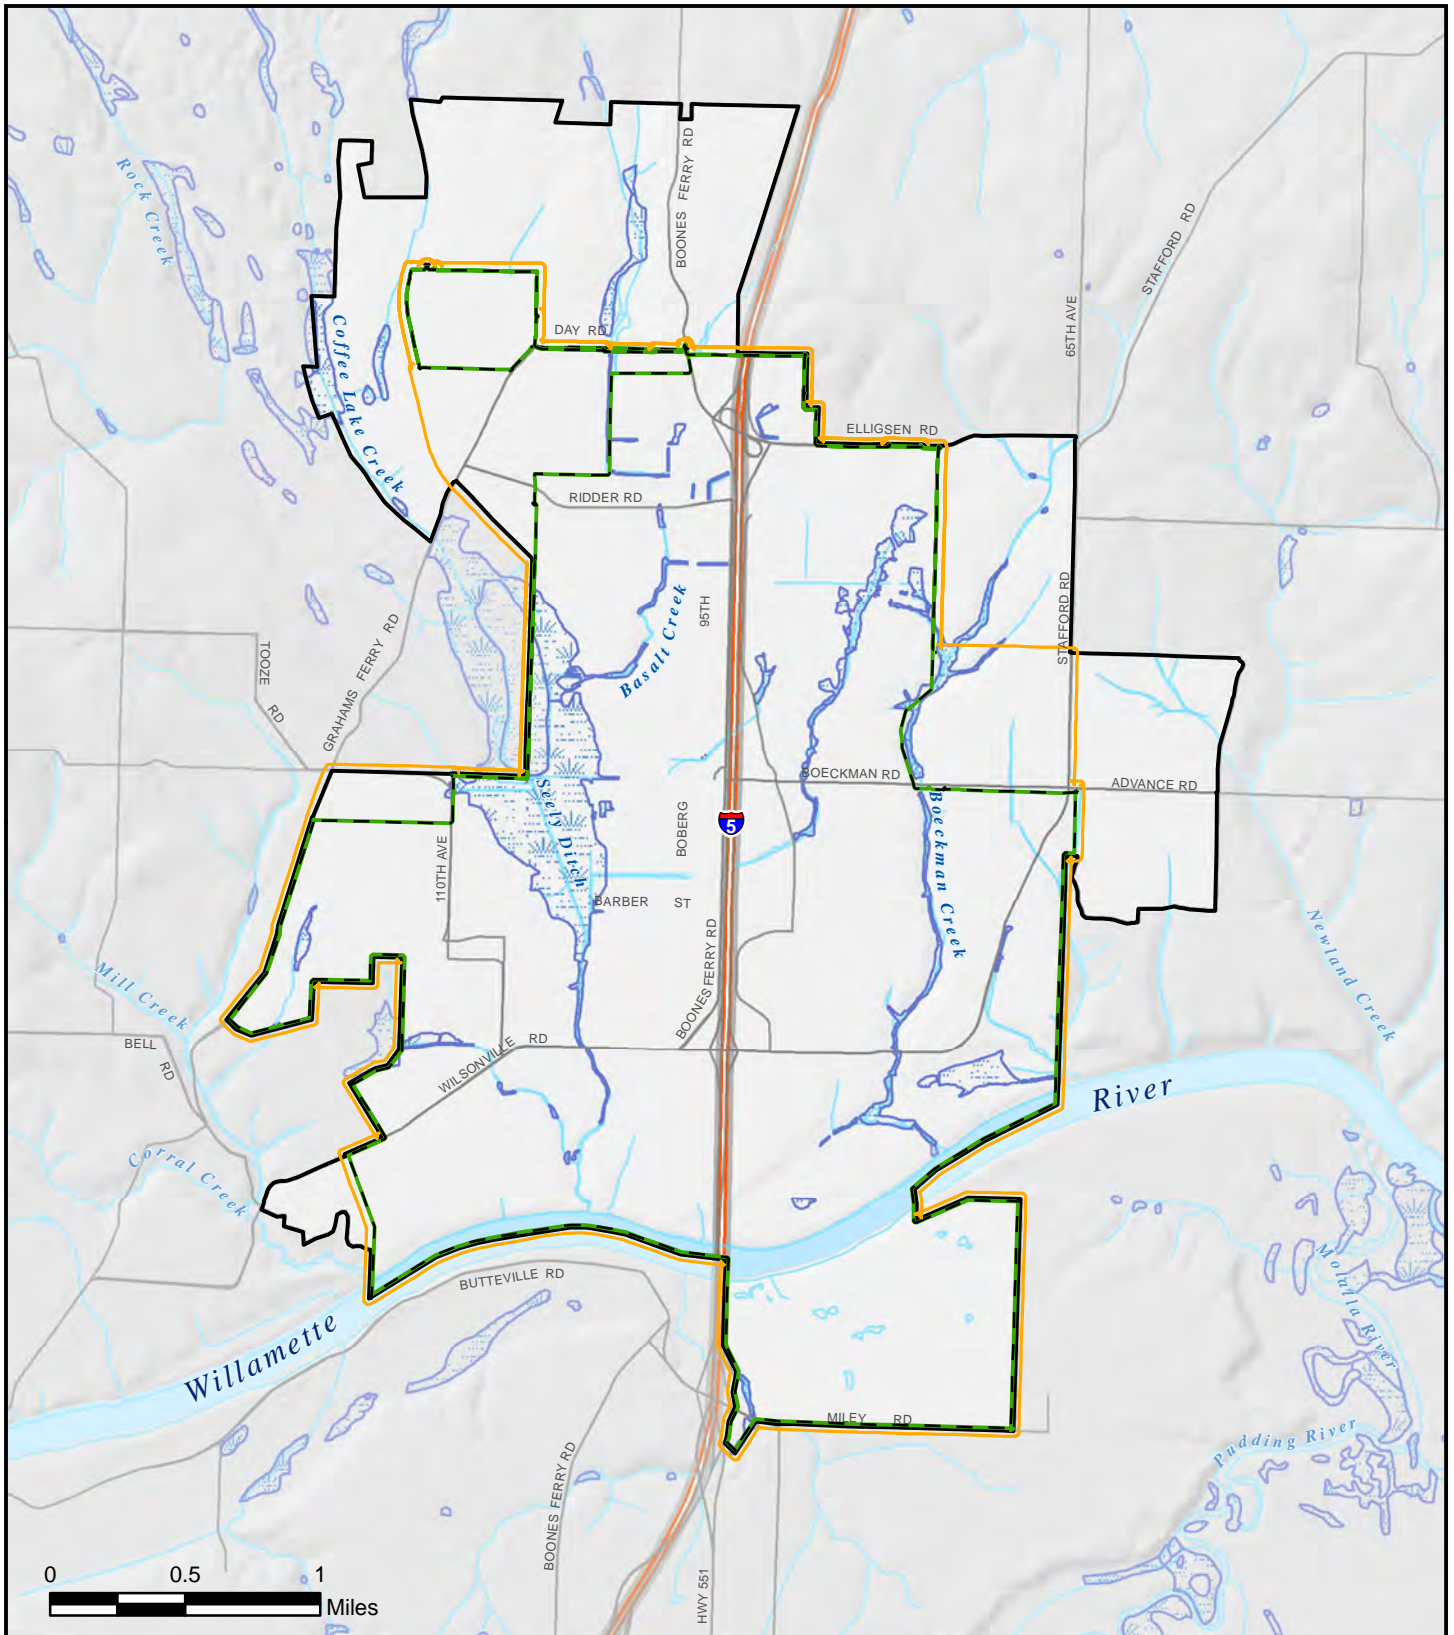 Rock Creek
BOONES FERRY RD
STAFFORD RD
65TH AVE
Coffee Lake Creek
DAY RD
ELLIGSEN RD
RIDDER RD
Basalt Creek
95TH
STAFFORD RD
TOOZE
RD
GRAHAMS FERRY RD
BOECKMAN RD
ADVANCE RD
Seely Ditch
5
BOBERG
110TH AVE
BARBER ST
Boeckman Creek
BOONES FERRY RD
Newland Creek
Mill Creek
BELL
RD
WILSONVILLE RD
River
Corral Creek
BUTTEVILLE RD
Molalla River
Willamette
MILEY RD
Pudding River
BOONES FERRY RD
HWY 551
0 0.5 1
Miles